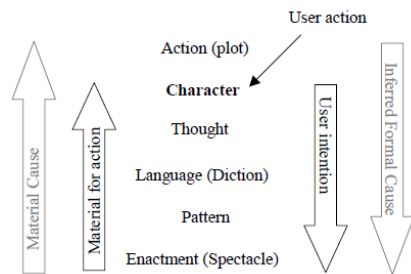 User action
Action (plot)
Character
Thought
Language (Diction)
Pattern
Enactment (Spectacle)
Material Cause
Material for action
User intention
Inferred Formal Cause